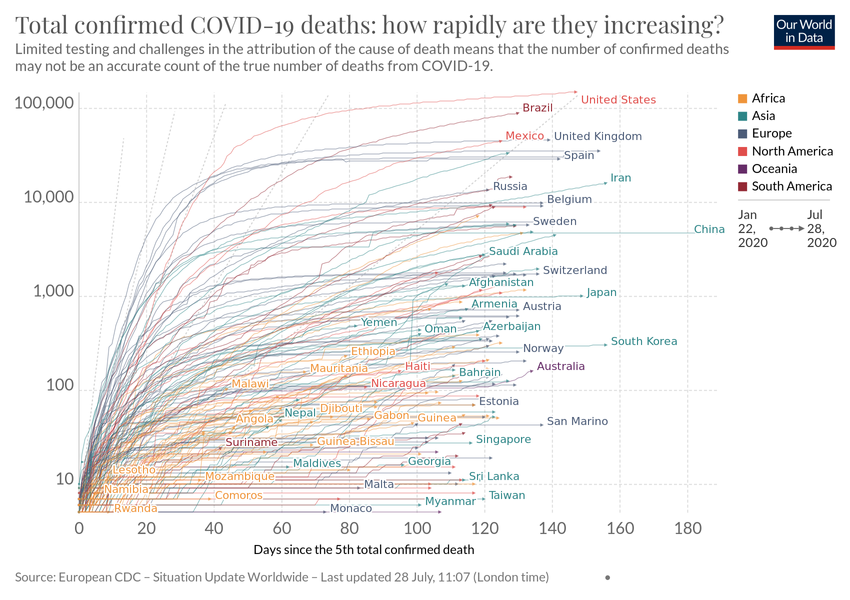 Total confirmed COVID-19 deaths: how rapidly are they increasing?
Limited testing and challenges in the attribution of the cause of death means that the number of confirmed deaths
may not be an accurate count of the true number of deaths from COVID-19.
Our World
in Data
100,000
10,000
1,000
100
10
United States
Brazil
Mexico
United Kingdom
Spain
Iran
Russia
Belgium
Sweden
China
Saudi Arabia
Switzerland
Afghanistan
Japan
Armenia
Austria
Yemen
Oman
Azerbaijan
South Korea
Ethiopia
Norway
Mauritania
Haiti
Bahrain
Australia
Malawi
Nicaragua
Estonia
Djibouti
Nepal
Angola
Gabon
Guinea
San Marino
Suriname
Guinea-Bissau
Singapore
Maldives
Georgia
Lesotho
Mozambique
Sri Lanka
Namibia
Malta
Comoros
Myanmar
Taiwan
Rwanda
Monaco
0 20 40 60 80 100 120 140 160 180
Days since the 5th total confirmed death
Africa
Asia
Europe
North America
Oceania
South America
Jan
22,
2020
Jul
28,
2020
Source: European CDC – Situation Update Worldwide – Last updated 28 July, 11:07 (London time)